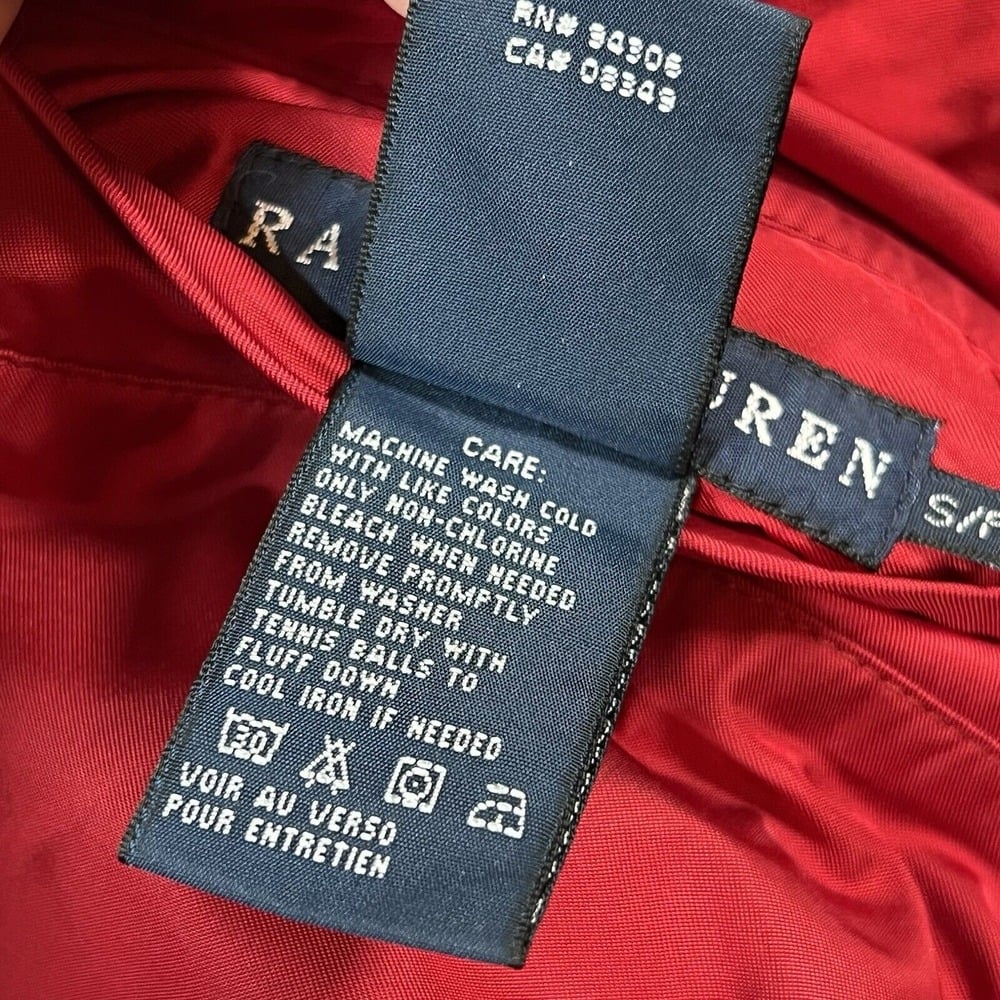 RN# 94306
CA# 08349
RA
UREN
S/P
CARE:
MACHINE WASH COLD
WITH LIKE COLORS
ONLY NON-CHLORINE
BLEACH WHEN NEEDED
REMOVE PROMPTLY
FROM WASHER
TUMBLE DRY WITH
TENNIS BALLS TO
FLUFF DOWN
COOL IRON IF NEEDED
30
VOIR AU VERSO
POUR ENTRETIEN